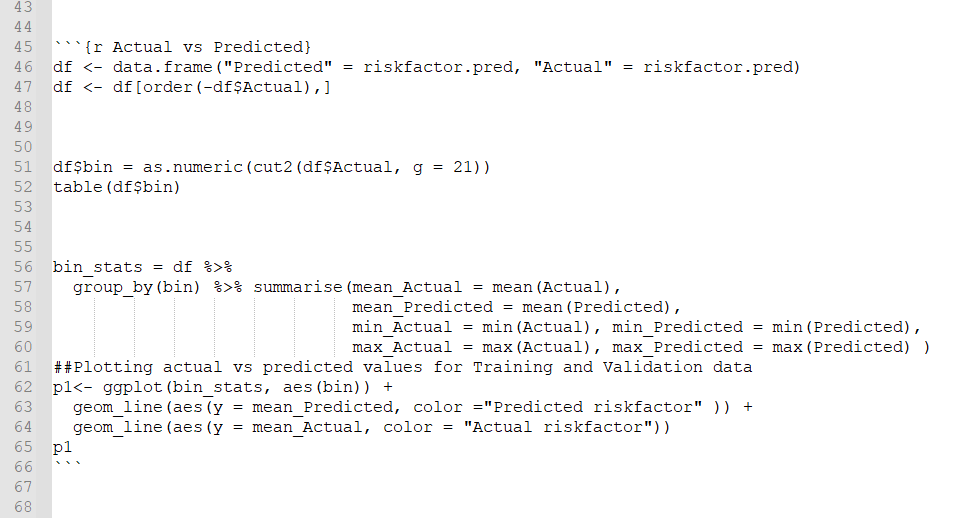 43
44
45 ```{r Actual vs Predicted}
46 df <- data.frame("Predicted" = riskfactor.pred, "Actual" = riskfactor.pred)
47 df <- df[order(-df$Actual),]
48
49
50
51 df$bin = as.numeric(cut2(df$Actual, g = 21))
52 table(df$bin)
53
54
55
56 bin_stats = df %>%
57   group_by(bin) %>% summarise(mean_Actual = mean(Actual),
58                               mean_Predicted = mean(Predicted),
59                               min_Actual = min(Actual), min_Predicted = min(Predicted),
60                               max_Actual = max(Actual), max_Predicted = max(Predicted) )
61 ##Plotting actual vs predicted values for Training and Validation data
62 p1<- ggplot(bin_stats, aes(bin)) +
63   geom_line(aes(y = mean_Predicted, color ="Predicted riskfactor" )) +
64   geom_line(aes(y = mean_Actual, color = "Actual riskfactor"))
65 p1
66 ```
67
68